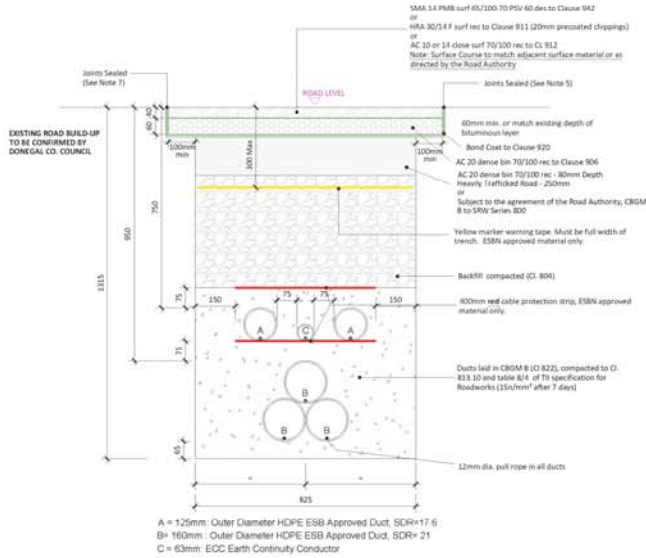 SMA 14 PMB surf 65/100-70 PSV 60 des to Clause 942
or
HRA 30/14 F surf rec to Clause 911 (20mm precoated chippings)
or
AC 10 or 14 close surf 70/100 rec to CL 912
Note: Surface Course to match adjacent surface material or as
directed by the Road Authority
Joints Sealed
(See Note 7)
ROAD LEVEL
Joints Sealed (See Note 5)
40
60
EXISTING ROAD BUILD-UP
TO BE CONFIRMED BY
DONEGAL CO. COUNCIL
60mm min. or match existing depth of
bituminous layer
Bond Coat to Clause 920
100mm
min
300 Max
100mm
min
AC 20 dense bin 70/100 rec to Clause 906
AC 20 dense bin 70/100 rec - 80mm Depth
Heavily Trafficked Road - 250mm
or
Subject to the agreement of the Road Authority, CBGM
B to SRW Series 800
750
950
1315
Yellow marker warning tape. Must be full width of
trench. ESBN approved material only.
Backfill compacted (Cl. 804)
75
150
75
75
150
400mm red cable protection strip, ESBN approved
material only.
A
C
A
75
Ducts laid in CBGM B (Cl 822), compacted to Cl.
813.10 and table 8/4 of TII specification for
Roadworks (15n/mm² after 7 days)
B
B
B
65
12mm dia. pull rope in all ducts
825
A = 125mm: Outer Diameter HDPE ESB Approved Duct, SDR=17.6
B= 160mm : Outer Diameter HDPE ESB Approved Duct, SDR= 21
C = 63mm: ECC Earth Continuity Conductor